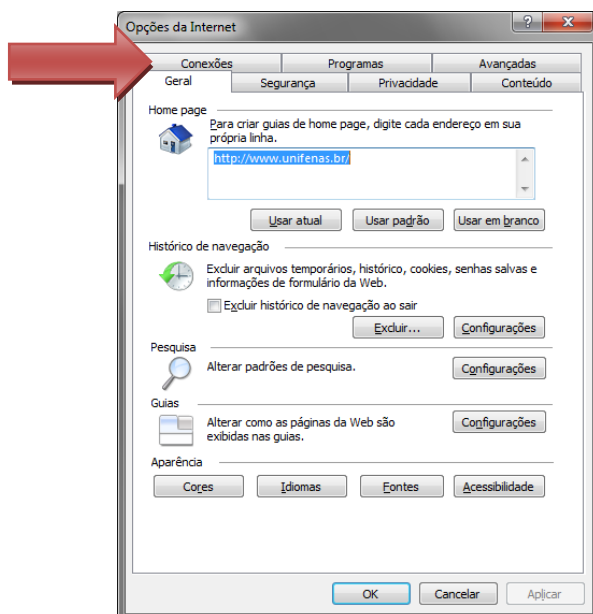 Opções da Internet
Conexões Programas Avançadas
Geral Segurança Privacidade Conteúdo
Home page
Para criar guias de home page, digite cada endereço em sua
própria linha.
http://www.unifenas.br/
Usar atual Usar padrão Usar em branco
Histórico de navegação
Excluir arquivos temporários, histórico, cookies, senhas salvas e
informações de formulário da Web.
Excluir histórico de navegação ao sair
Excluir... Configurações
Pesquisa
Alterar padrões de pesquisa. Configurações
Guias
Alterar como as páginas da Web são Configurações
exibidas nas guias.
Aparência
Cores Idiomas Fontes Acessibilidade
OK Cancelar Aplicar